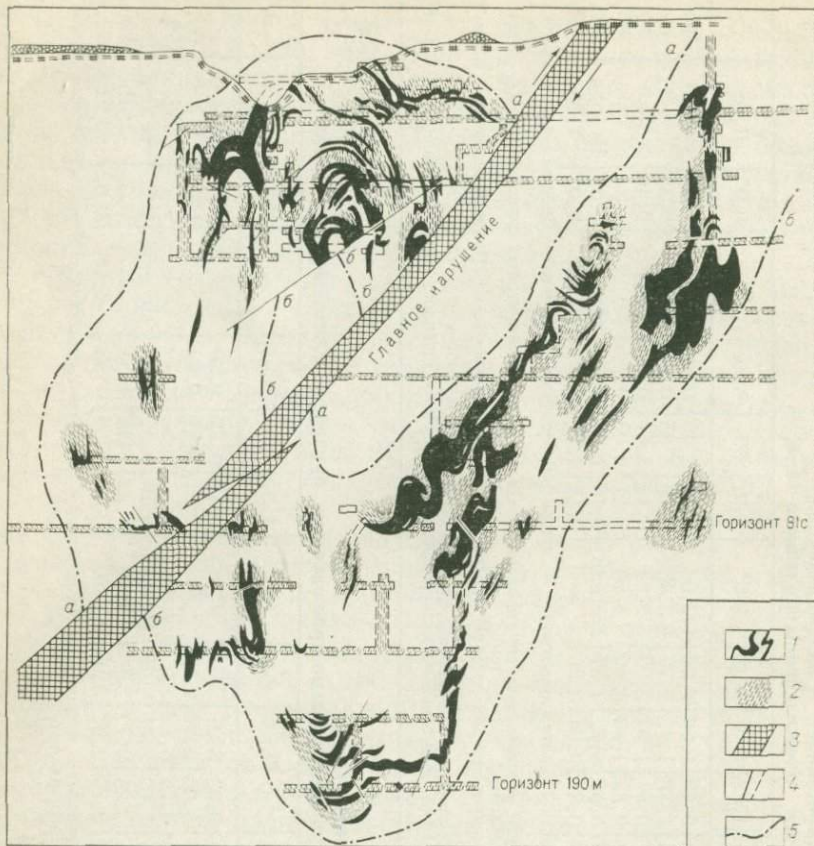 а
а
Главное нарушение
б
б
б
б
б
а
Горизонт 81с
а
б
1
2
3
4
5
Горизонт 190 м